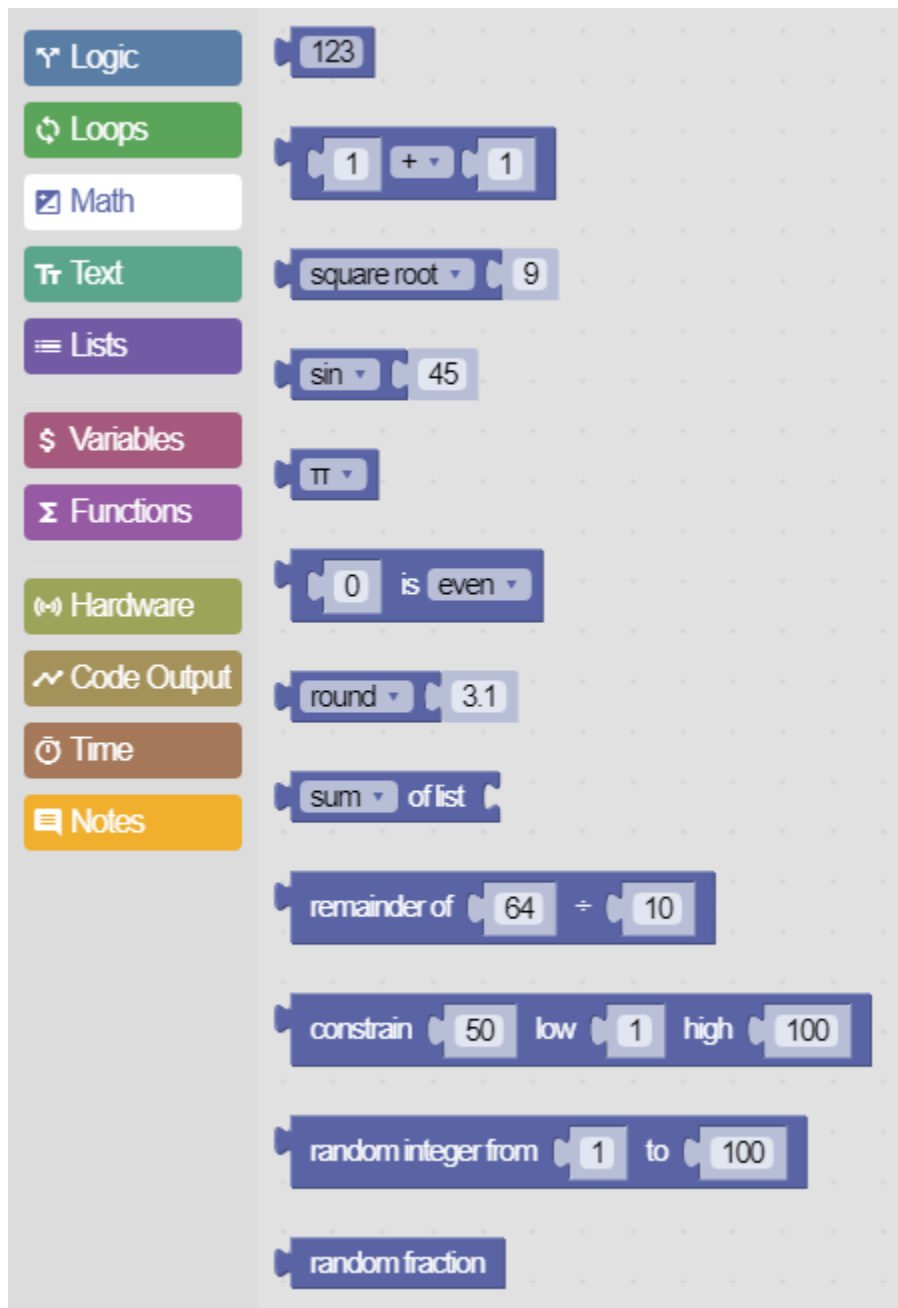 Logic
Loops
Math
Text
Lists
Variables
Functions
Hardware
Code Output
Time
Notes
123
1 + 1
square root 9
sin 45
π
0 is even
round 3.1
sum of list
remainder of 64 ÷ 10
constrain 50 low 1 high 100
random integer from 1 to 100
random fraction